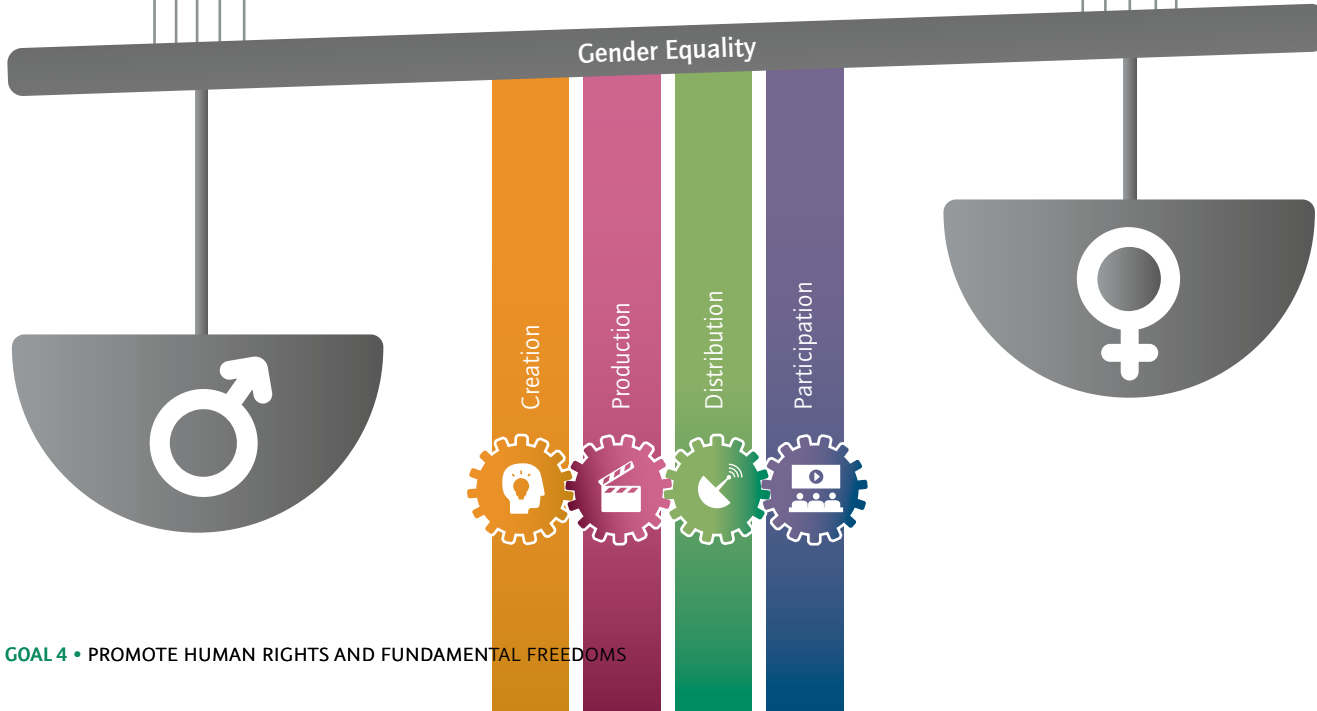 Gender Equality
Creation
Production
Distribution
Participation
GOAL 4 • PROMOTE HUMAN RIGHTS AND FUNDAMENTAL FREEDOMS